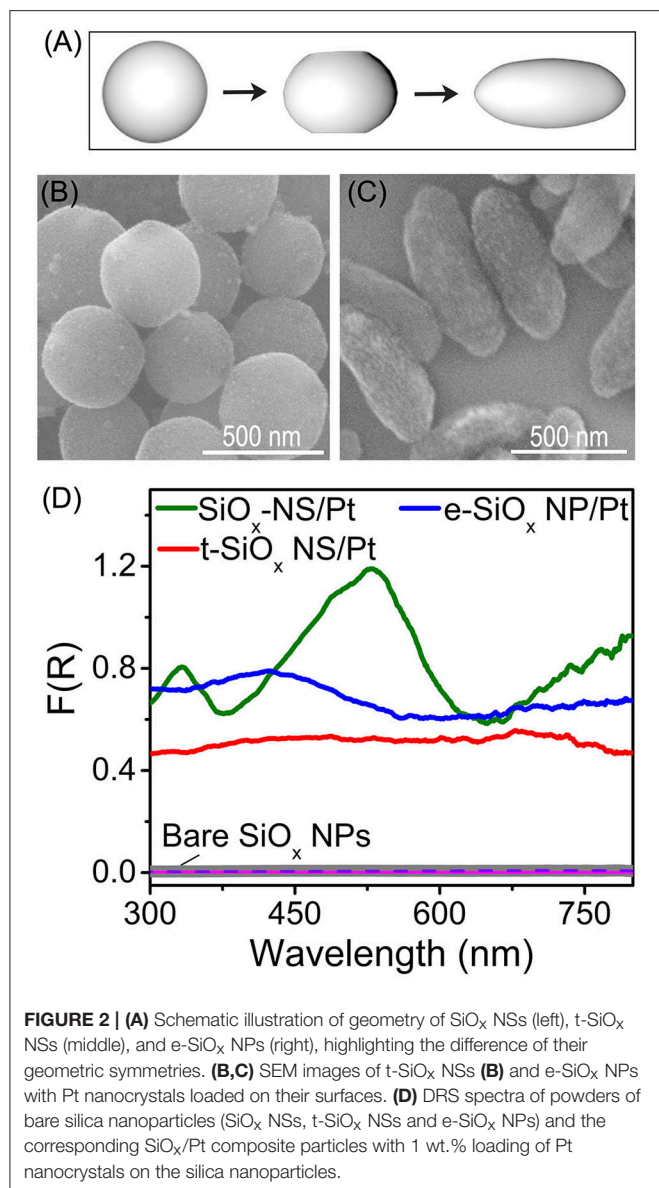 (A)
(B)
(C)
500 nm
500 nm
(D)
SiOₓ-NS/Pt
e-SiOₓ NP/Pt
t-SiOₓ NS/Pt
1.2
0.8
0.4
0.0
F(R)
Bare SiOₓ NPs
300
450
600
750
Wavelength (nm)
FIGURE 2 | (A) Schematic illustration of geometry of SiOₓ NSs (left), t-SiOₓ
NSs (middle), and e-SiOₓ NPs (right), highlighting the difference of their
geometric symmetries. (B,C) SEM images of t-SiOₓ NSs (B) and e-SiOₓ NPs
with Pt nanocrystals loaded on their surfaces. (D) DRS spectra of powders of
bare silica nanoparticles (SiOₓ NSs, t-SiOₓ NSs and e-SiOₓ NPs) and the
corresponding SiOₓ/Pt composite particles with 1 wt.% loading of Pt
nanocrystals on the silica nanoparticles.